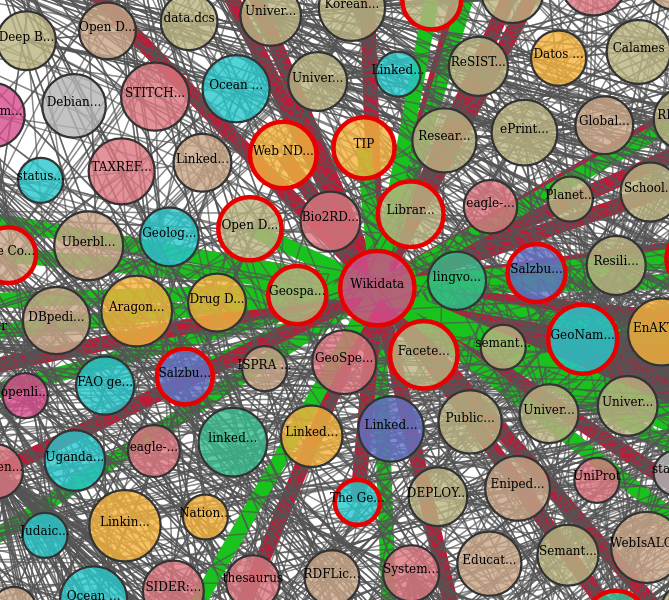 Korean...
Univer...
data.dcs
Open D...
Deep B...
Calames
Datos ...
ReSIST...
Linked...
Univer...
Ocean ...
STITCH...
Debian...
m...
Global...
ePrint...
Resear...
TIP
Web ND...
Linked...
TAXREF...
status...
School...
Planet...
eagle-...
Librar...
Bio2RD...
Open D...
Geolog...
Uberbl...
e Co...
Resili...
Salzbu...
lingvo...
Wikidata
Geospa...
Drug D...
Aragon...
DBpedi...
r
EnAKT
GeoNam...
semant...
Facete...
GeoSpe...
ISPRA ...
Salzbu...
FAO ge...
openli...
Univer...
Univer...
Public...
Linked...
Linked...
linked...
eagle-...
Uganda...
en...
sta
UniProt
Eniped...
DEPLOY...
The Ge...
Nation...
Linkin...
Judaic...
WebIsALO
Semant...
Educat...
System...
RDFLic...
thesaurus
SIDER:...
Ocean ...